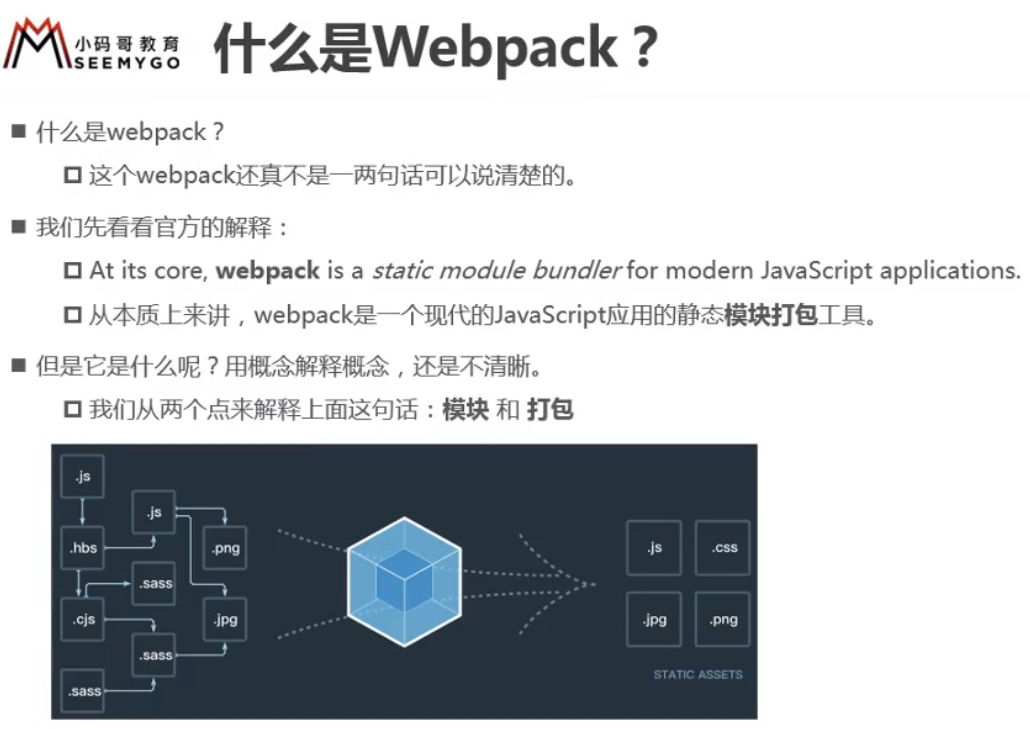 小码哥教育
SEEMYGO
什么是Webpack？
什么是webpack？
这个webpack还真不是一两句话可以说清楚的。
我们先看看官方的解释：
At its core, webpack is a static module bundler for modern JavaScript applications.
从本质上来讲，webpack是一个现代的JavaScript应用的静态模块打包工具。
但是它是什么呢？用概念解释概念，还是不清晰。
我们从两个点来解释上面这句话：模块 和 打包
.js
.js
.hbs
.png
.sass
.cjs
.jpg
.sass
.sass
.js
.css
.jpg
.png
STATIC ASSETS